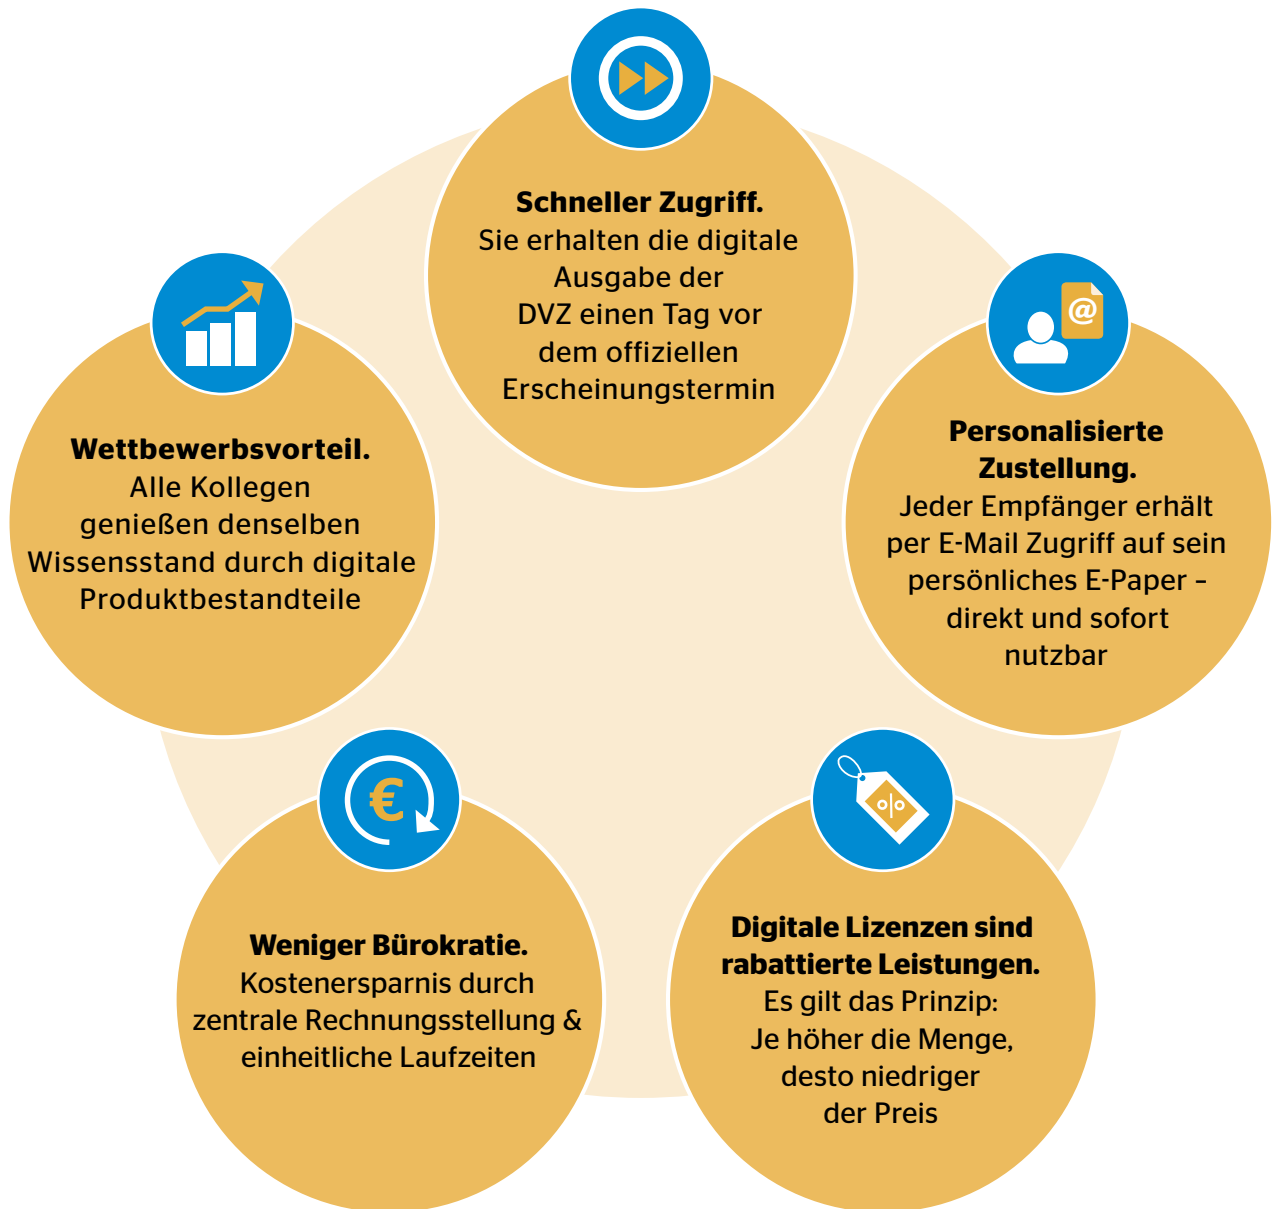 Schneller Zugriff.
Sie erhalten die digitale
Ausgabe der
DVZ einen Tag vor
dem offiziellen
Erscheinungstermin
Wettbewerbsvorteil.
Alle Kollegen
genießen denselben
Wissensstand durch digitale
Produktbestandteile
@
Personalisierte
Zustellung.
Jeder Empfänger erhält
per E-Mail Zugriff auf sein
persönliches E-Paper –
direkt und sofort
nutzbar
€
Weniger Bürokratie.
Kostenersparnis durch
zentrale Rechnungsstellung &
einheitliche Laufzeiten
%
Digitale Lizenzen sind
rabattierte Leistungen.
Es gilt das Prinzip:
Je höher die Menge,
desto niedriger
der Preis